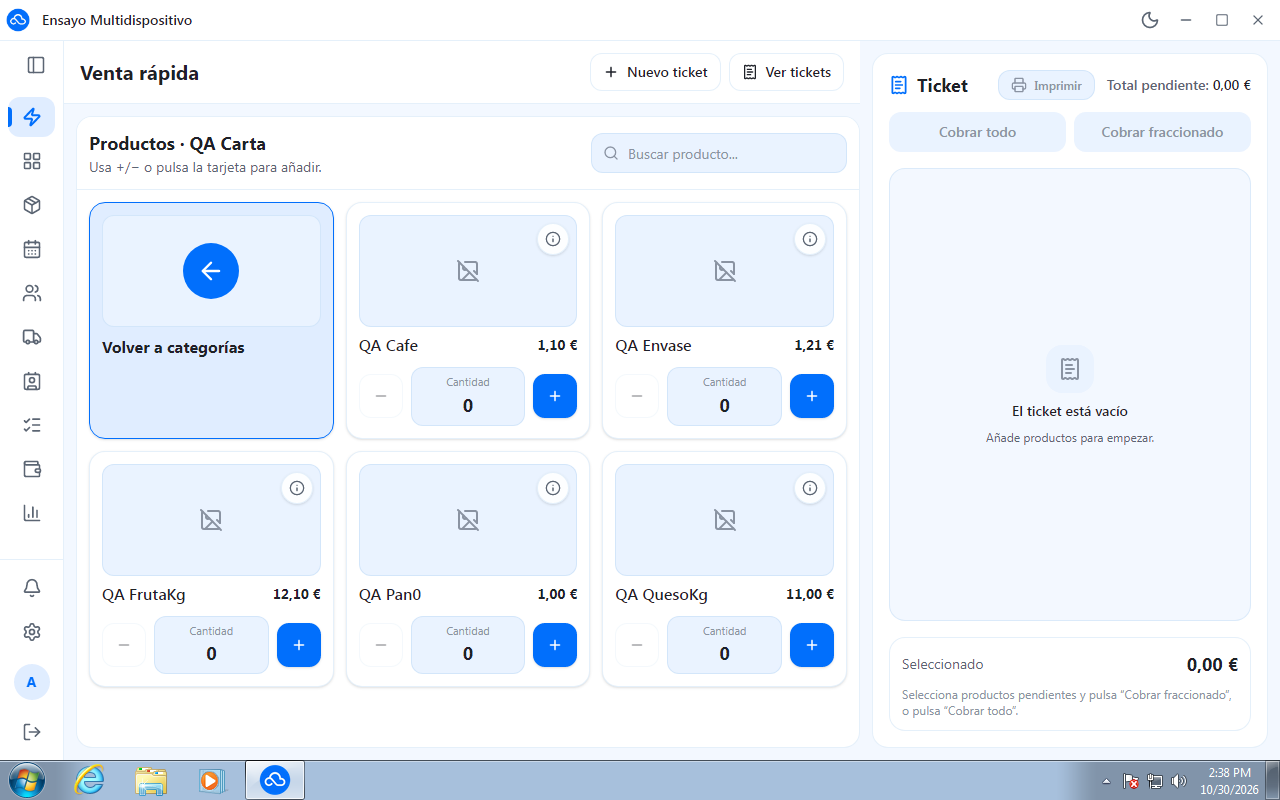 Ensayo Multidispositivo
Venta rápida
Nuevo ticket
Ver tickets
Productos · QA Carta
Usa +/− o pulsa la tarjeta para añadir.
Buscar producto...
Volver a categorías
QA Cafe
1,10 €
Cantidad
0
QA Envase
1,21 €
Cantidad
0
QA FrutaKg
12,10 €
Cantidad
0
QA Pan0
1,00 €
Cantidad
0
QA QuesoKg
11,00 €
Cantidad
0
Ticket
Imprimir
Total pendiente: 0,00 €
Cobrar todo
Cobrar fraccionado
El ticket está vacío
Añade productos para empezar.
Seleccionado
0,00 €
Selecciona productos pendientes y pulsa “Cobrar fraccionado”,
o pulsa “Cobrar todo”.
A
2:38 PM
10/30/2026